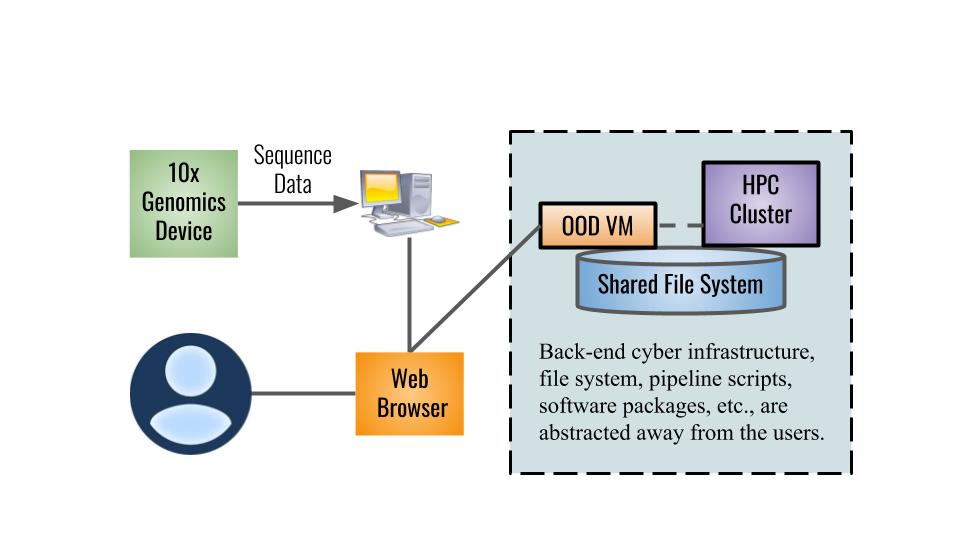 10x
Genomics
Device
Sequence
Data
OOD VM
HPC
Cluster
Shared File System
Web
Browser
Back-end cyber infrastructure,
file system, pipeline scripts,
software packages, etc., are
abstracted away from the users.